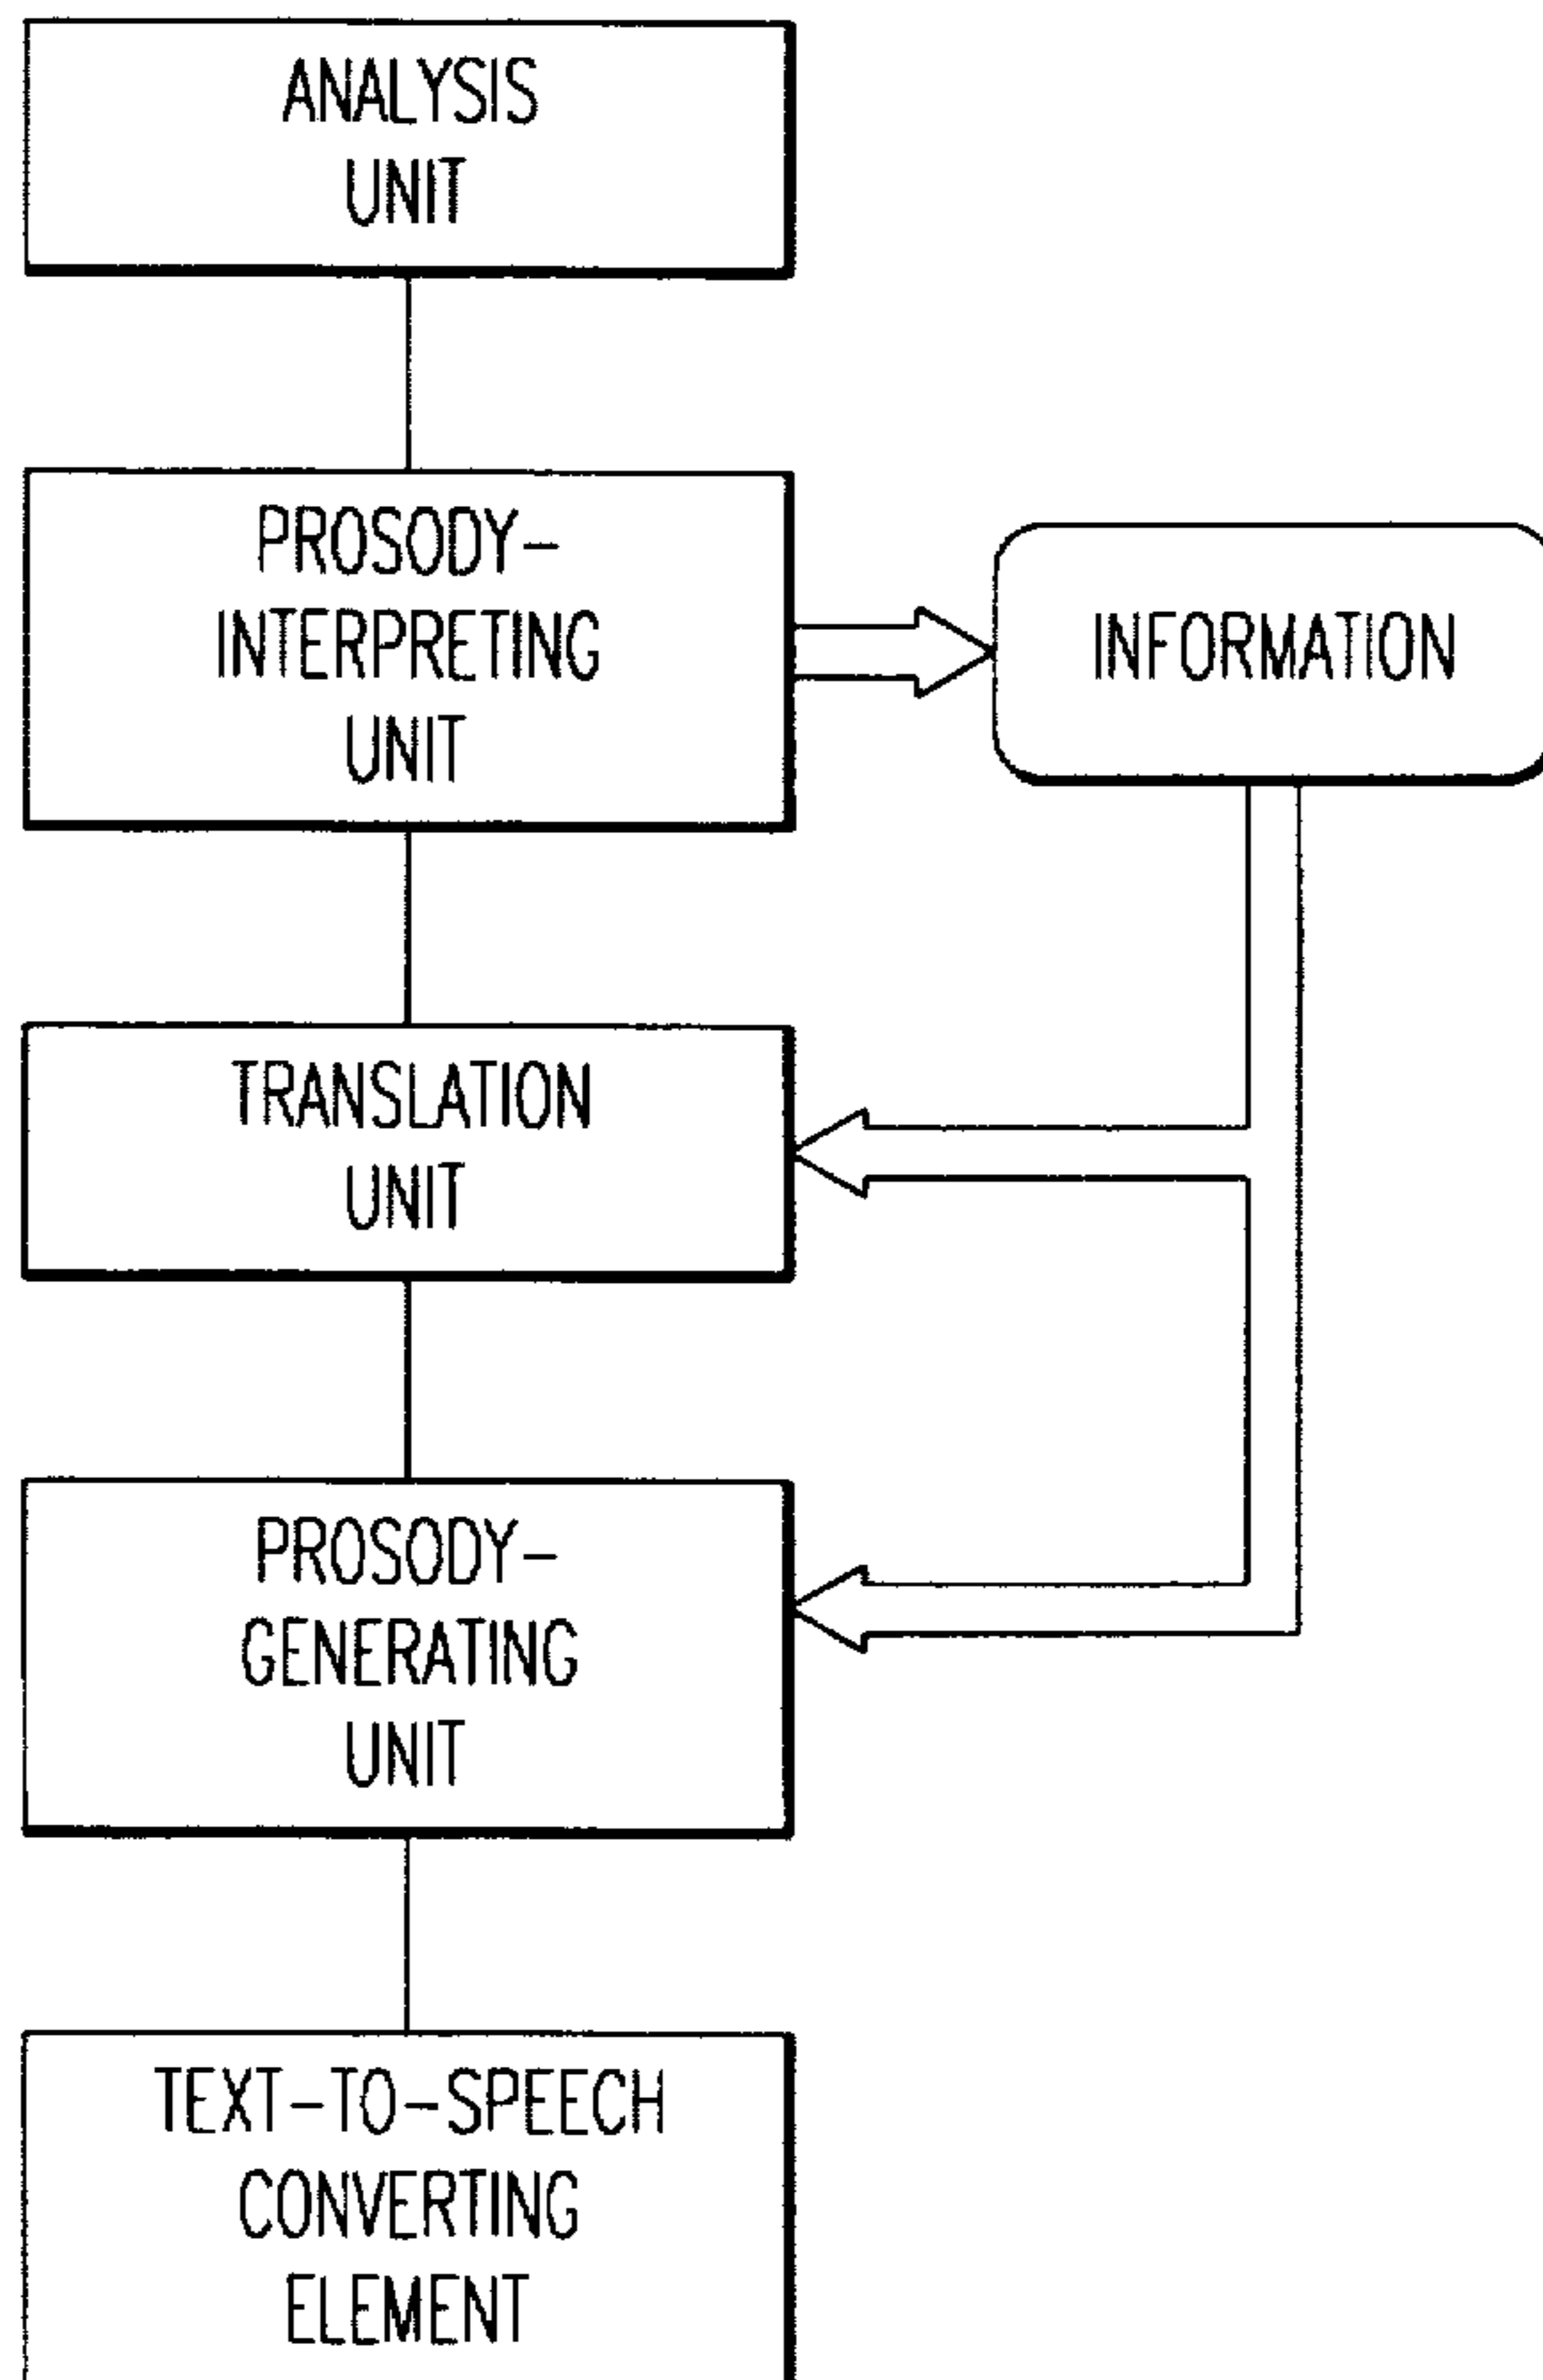 ANALYSIS
UNIT
PROSODY-
INTERPRETING
UNIT
INFORMATION
TRANSLATION
UNIT
PROSODY-
GENERATING
UNIT
TEXT-TO-SPEECH
CONVERTING
ELEMENT